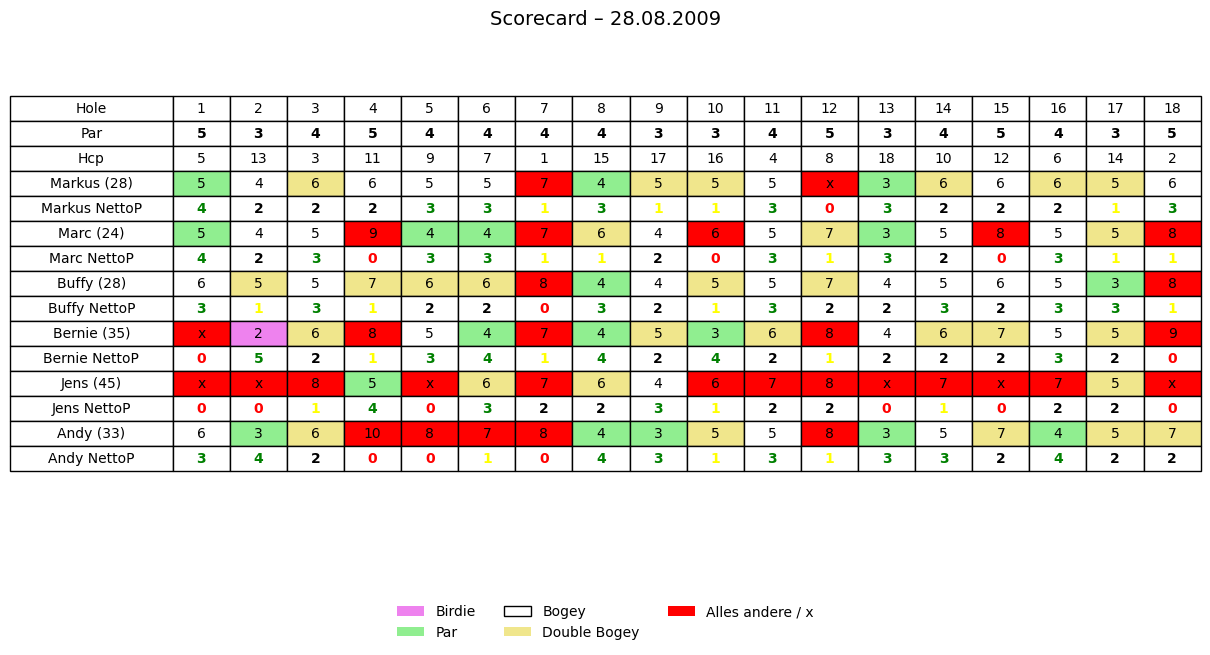 Scorecard – 28.08.2009
Hole 1 2 3 4 5 6 7 8 9 10 11 12 13 14 15 16 17 18
Par 5 3 4 5 4 4 4 4 3 3 4 5 3 4 5 4 3 5
Hcp 5 13 3 11 9 7 1 15 17 16 4 8 18 10 12 6 14 2
Markus (28) 5 4 6 6 5 5 7 4 5 5 5 x 3 6 6 6 5 6
Markus NettoP 4 2 2 2 3 3 1 3 1 1 3 0 3 2 2 2 1 3
Marc (24) 5 4 5 9 4 4 7 6 4 6 5 7 3 5 8 5 5 8
Marc NettoP 4 2 3 0 3 3 1 1 2 0 3 1 3 2 0 3 1 1
Buffy (28) 6 5 5 7 6 6 8 4 4 5 5 7 4 5 6 5 3 8
Buffy NettoP 3 1 3 1 2 2 0 3 2 1 3 2 2 3 2 3 3 1
Bernie (35) x 2 6 8 5 4 7 4 5 3 6 8 4 6 7 5 5 9
Bernie NettoP 0 5 2 1 3 4 1 4 2 4 2 1 2 2 2 3 2 0
Jens (45) x x 8 5 x 6 7 6 4 6 7 8 x 7 x 7 5 x
Jens NettoP 0 0 1 4 0 3 2 2 3 1 2 2 0 1 0 2 2 0
Andy (33) 6 3 6 10 8 7 8 4 3 5 5 8 3 5 7 4 5 7
Andy NettoP 3 4 2 0 0 1 0 4 3 1 3 1 3 3 2 4 2 2
Birdie Bogey Alles andere / x
Par Double Bogey